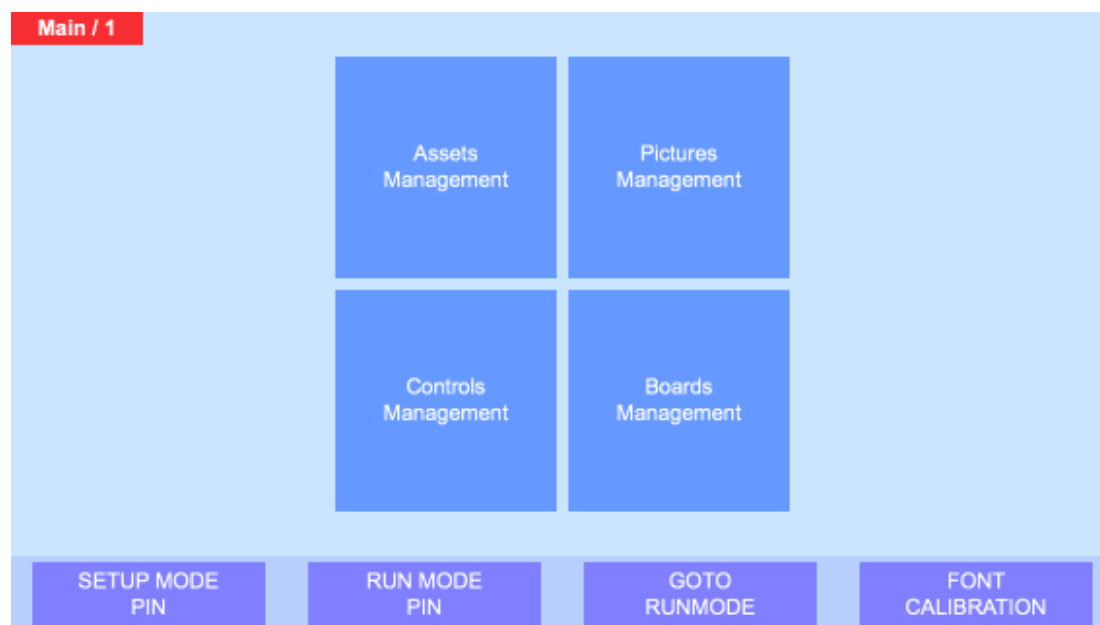 Main / 1
Assets
Management
Pictures
Management
Controls
Management
Boards
Management
SETUP MODE
PIN
RUN MODE
PIN
GOTO
RUNMODE
FONT
CALIBRATION